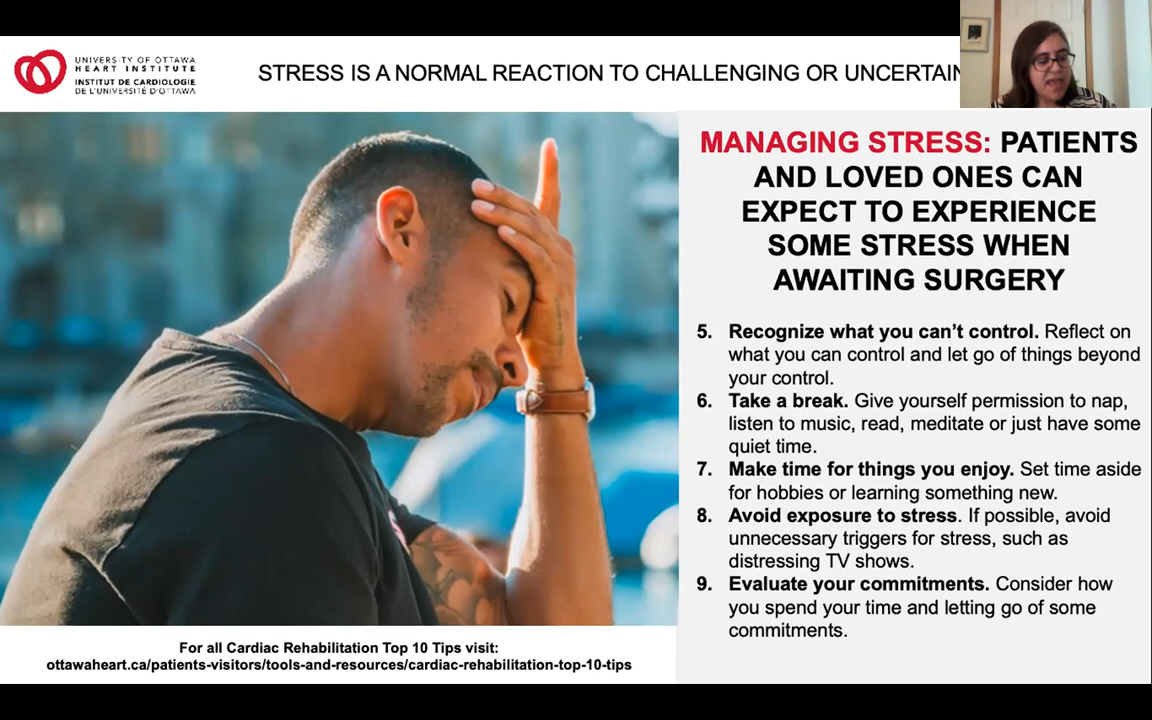 UNIVERSITY OF OTTAWA
HEART INSTITUTE
INSTITUT DE CARDIOLOGIE
DE L'UNIVERSITÉ D'OTTAWA
STRESS IS A NORMAL REACTION TO CHALLENGING OR UNCERTAIN
MANAGING STRESS: PATIENTS
AND LOVED ONES CAN
EXPECT TO EXPERIENCE
SOME STRESS WHEN
AWAITING SURGERY
5. Recognize what you can't control. Reflect on
what you can control and let go of things beyond
your control.
6. Take a break. Give yourself permission to nap,
listen to music, read, meditate or just have some
quiet time.
7. Make time for things you enjoy. Set time aside
for hobbies or learning something new.
8. Avoid exposure to stress. If possible, avoid
unnecessary triggers for stress, such as
distressing TV shows.
9. Evaluate your commitments. Consider how
you spend your time and letting go of some
commitments.
For all Cardiac Rehabilitation Top 10 Tips visit:
ottawaheart.ca/patients-visitors/tools-and-resources/cardiac-rehabilitation-top-10-tips